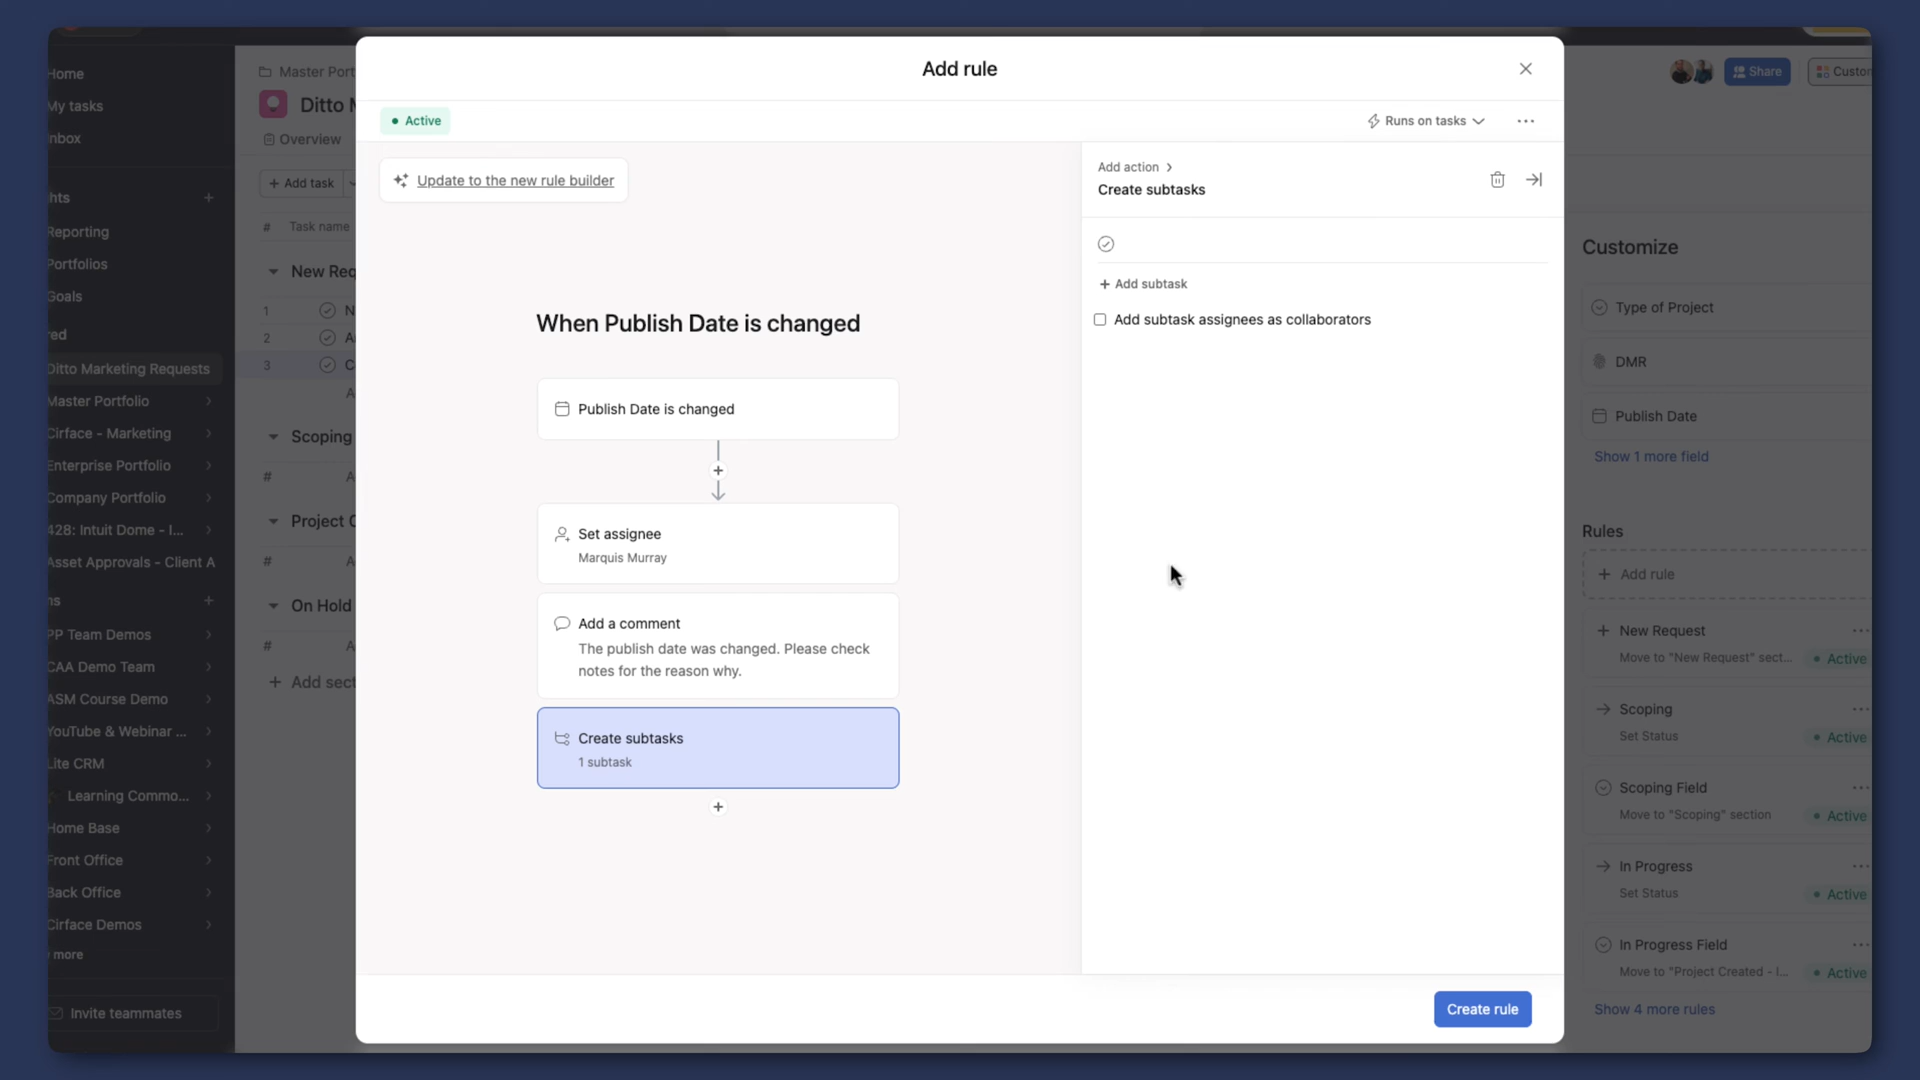 Add rule
Active
Runs on tasks
Update to the new rule builder
When Publish Date is changed
Publish Date is changed
Set assignee
Marquis Murray
Add a comment
The publish date was changed. Please check
notes for the reason why.
Create subtasks
1 subtask
Add action
Create subtasks
+ Add subtask
Add subtask assignees as collaborators
Create rule
Home
My tasks
Inbox
Reporting
Portfolios
Goals
Ditto Marketing Requests
Master Portfolio
Cirface - Marketing
Enterprise Portfolio
Company Portfolio
428: Intuit Dome - I...
Asset Approvals - Client A
PP Team Demos
CAA Demo Team
ASM Course Demo
YouTube & Webinar ...
Lite CRM
Learning Commo...
Home Base
Front Office
Back Office
Cirface Demos
more
Invite teammates
Master Port
Ditto M
Overview
+ Add task
# Task name
New Req
1 N
2 A
3 C
A
Scoping
# A
Project C
# A
On Hold
# A
+ Add sect
Share
Custom
Customize
Type of Project
DMR
Publish Date
Show 1 more field
Rules
+ Add rule
New Request
Move to "New Request" sect...
Active
Scoping
Set Status
Active
Scoping Field
Move to "Scoping" section
Active
In Progress
Set Status
Active
In Progress Field
Move to "Project Created - I...
Active
Show 4 more rules